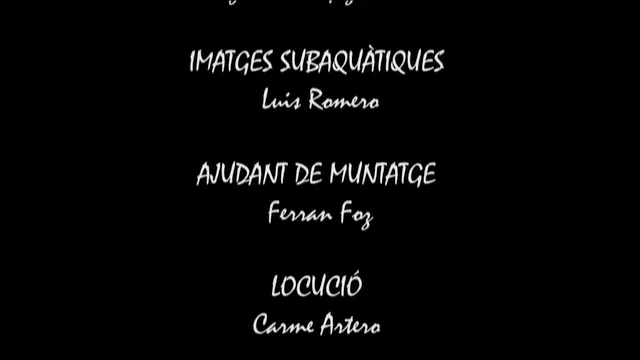 IMATGES SUBAQUÀTIQUES
Luis Romero
AJUDANT DE MUNTATGE
Ferran Foz
LOCUCIÓ
Carme Artero